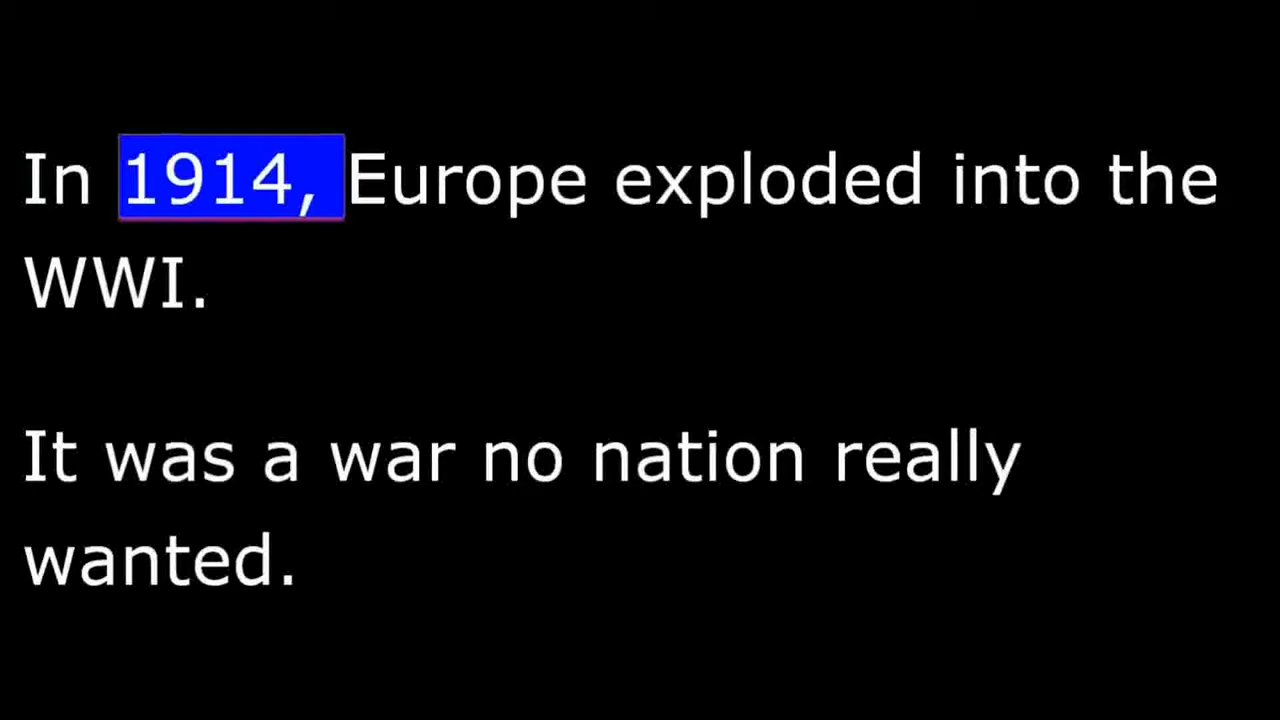 In 1914, Europe exploded into the
WWI.
It was a war no nation really
wanted.